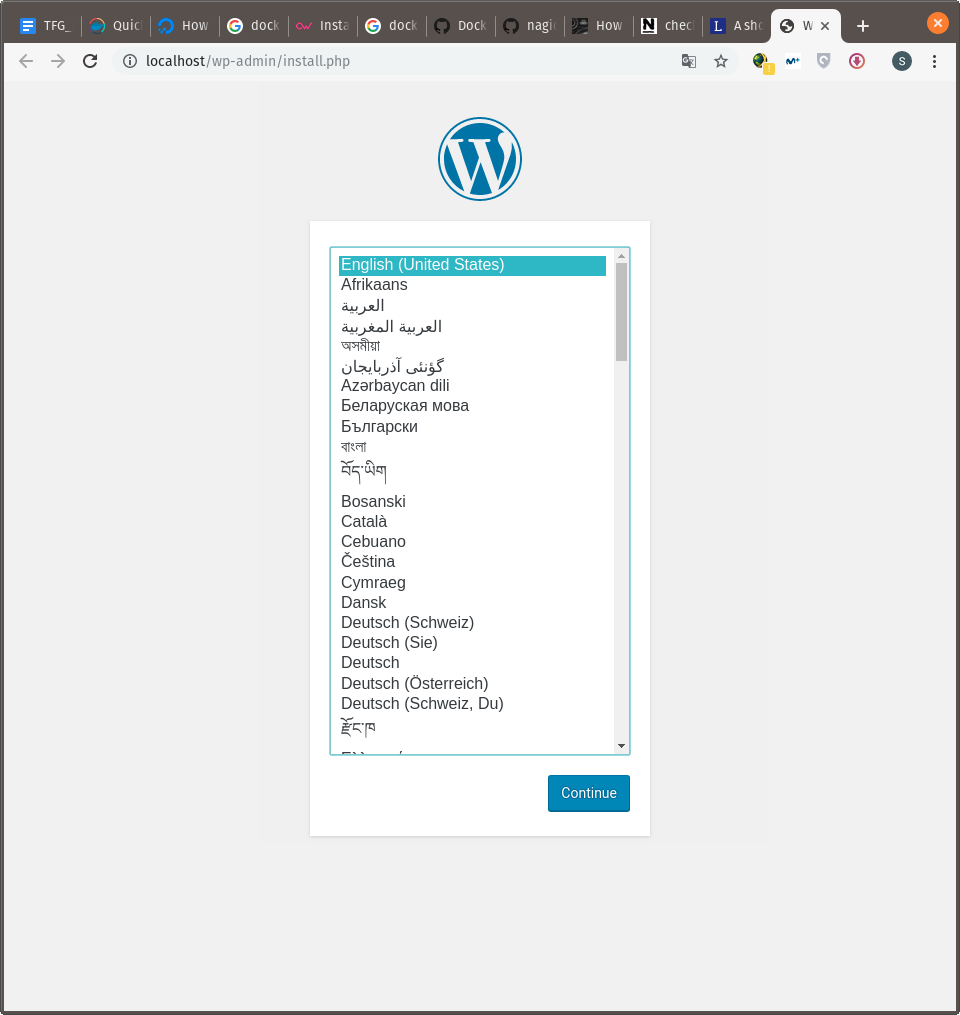 TFG_
Quic
How
dock
Insta
dock
Dock
nagi
How
chec
A sho
W
localhost/wp-admin/install.php
S
English (United States)
Afrikaans
العربية
العربية المغربية
অসমীয়া
گؤنئی آذربایجان
Azərbaycan dili
Беларуская мова
Български
বাংলা
བོད་ཡིག
Bosanski
Català
Cebuano
Čeština
Cymraeg
Dansk
Deutsch (Schweiz)
Deutsch (Sie)
Deutsch
Deutsch (Österreich)
Deutsch (Schweiz, Du)
རྫོང་ཁ
Continue